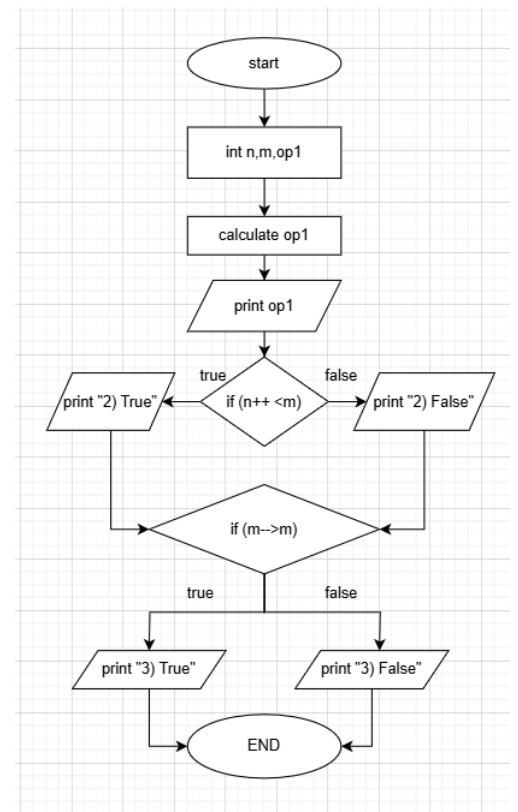 start
int n,m,op1
calculate op1
print op1
true
false
print "2) True"
if (n++ <m)
print "2) False"
if (m-->m)
true
false
print "3) True"
print "3) False"
END